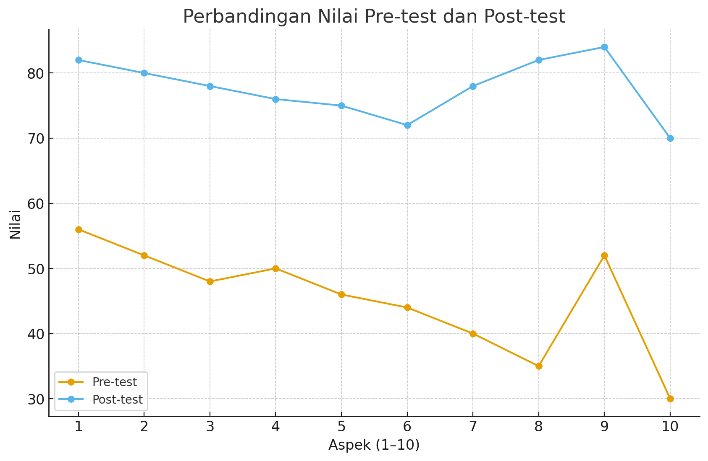 Perbandingan Nilai Pre-test dan Post-test
Nilai
80
70
60
50
40
30
Pre-test
Post-test
1 2 3 4 5 6 7 8 9 10
Aspek (1–10)